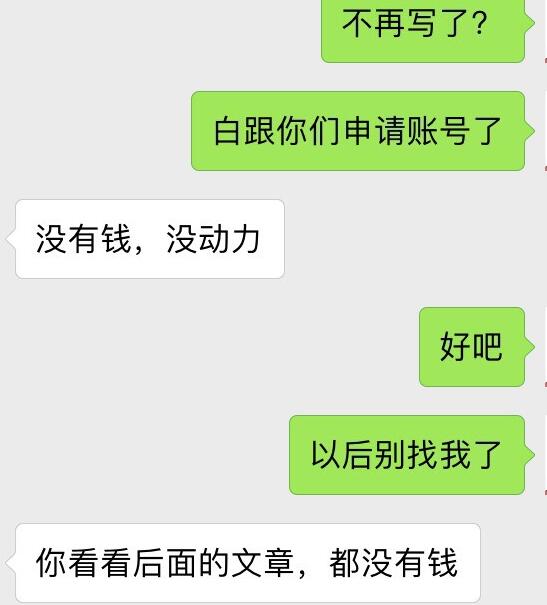 不再写了?
白跟你们申请账号了
没有钱，没动力
好吧
以后别找我了
你看看后面的文章，都没有钱